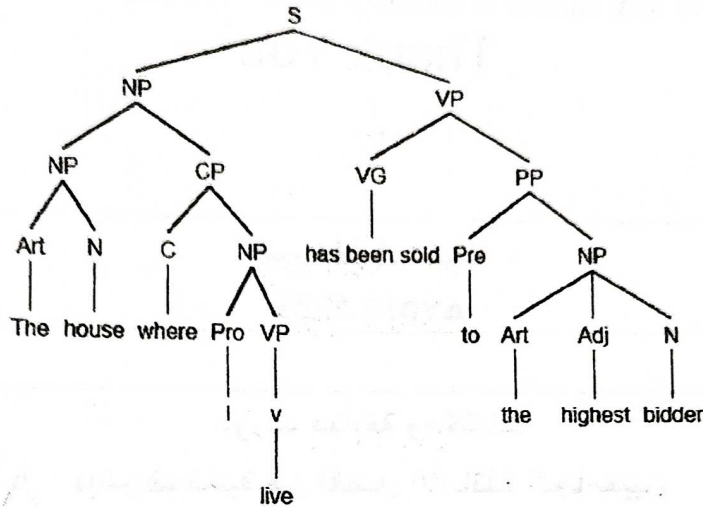 S
NP VP
NP CP VG PP
Art N C NP has been sold Pre NP
The house where Pro VP to Art Adj N
I v the highest bidder
live